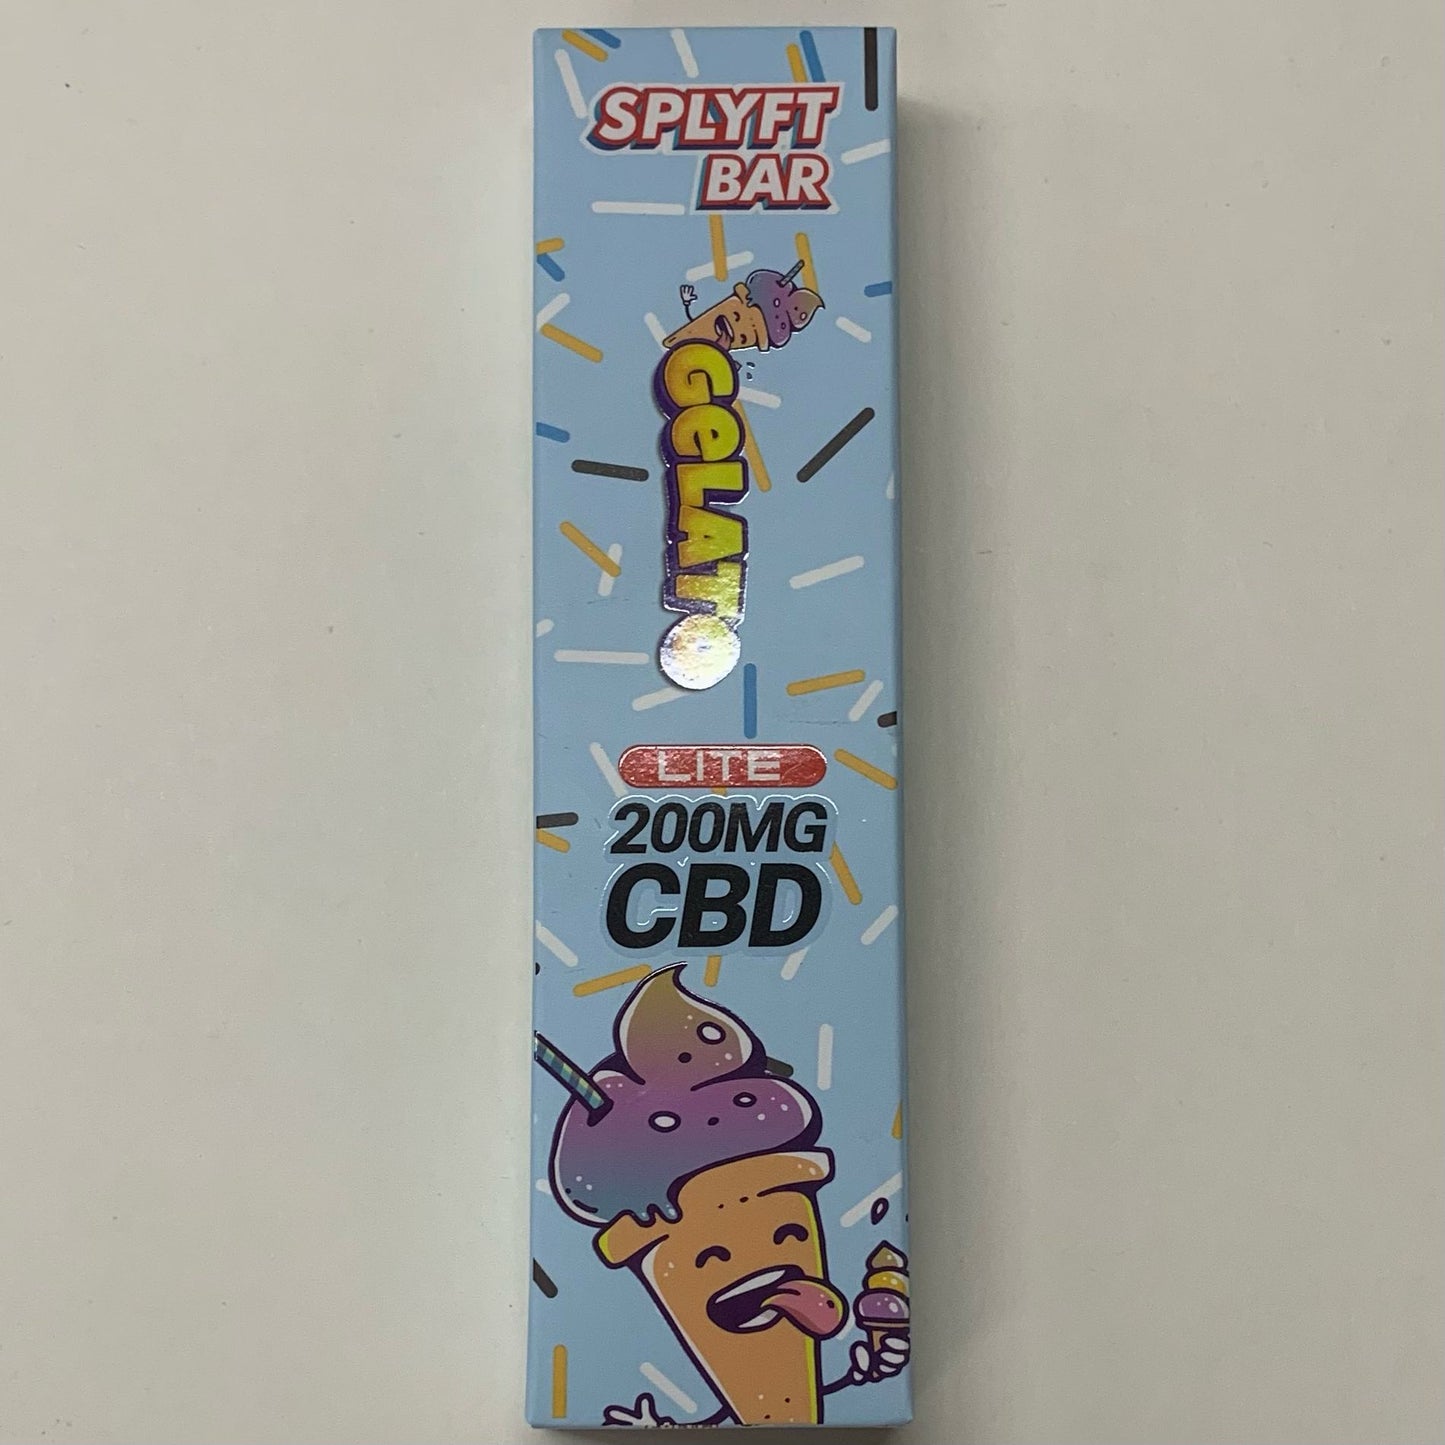 SPLYFT
BAR
GeLATO
LITE
200MG
CBD